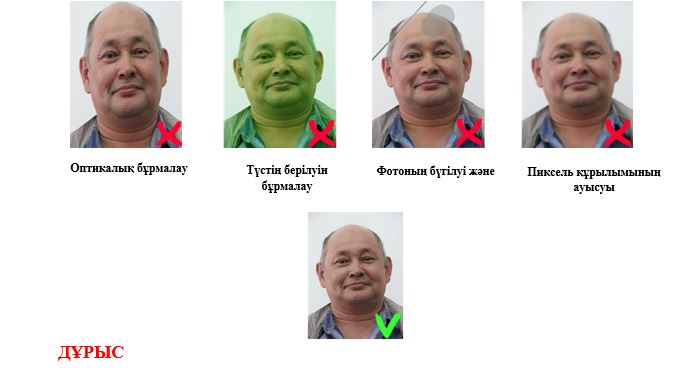 Оптикалық бұрмалау
Түстің берілуін
бұрмалау
Фотоның бүгілуі және
Пиксель құрылымының
ауысуы
ДҰРЫС